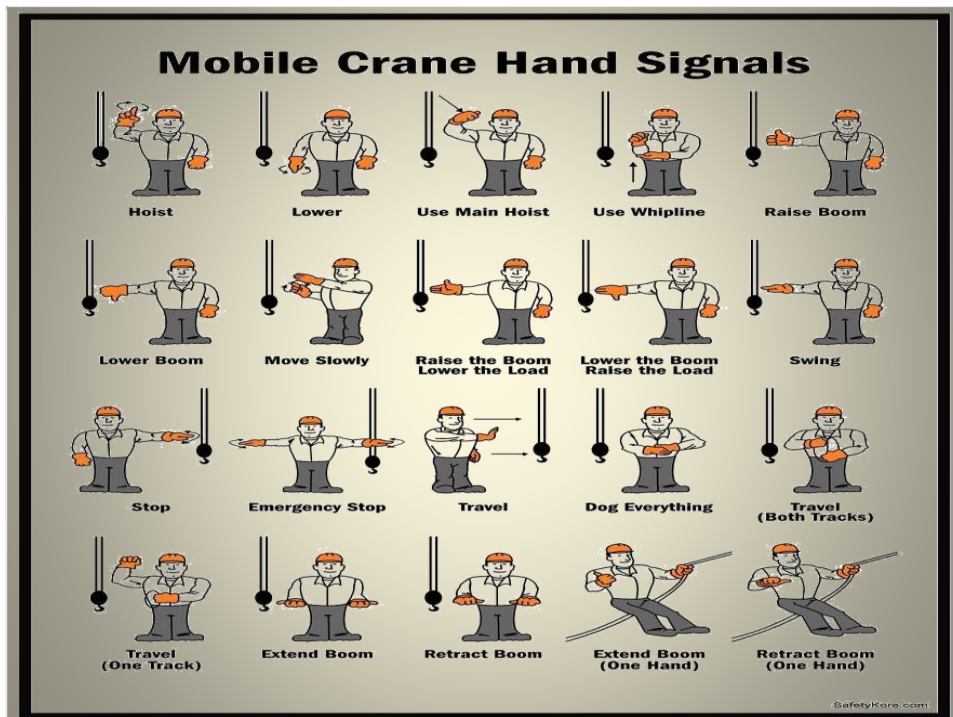 Mobile Crane Hand Signals
Hoist
Lower
Use Main Hoist
Use Whipline
Raise Boom
Lower Boom
Move Slowly
Raise the Boom
Lower the Load
Lower the Boom
Raise the Load
Swing
Stop
Emergency Stop
Travel
Dog Everything
Travel
(Both Tracks)
Travel
(One Track)
Extend Boom
Retract Boom
Extend Boom
(One Hand)
Retract Boom
(One Hand)
SafetyKore.com